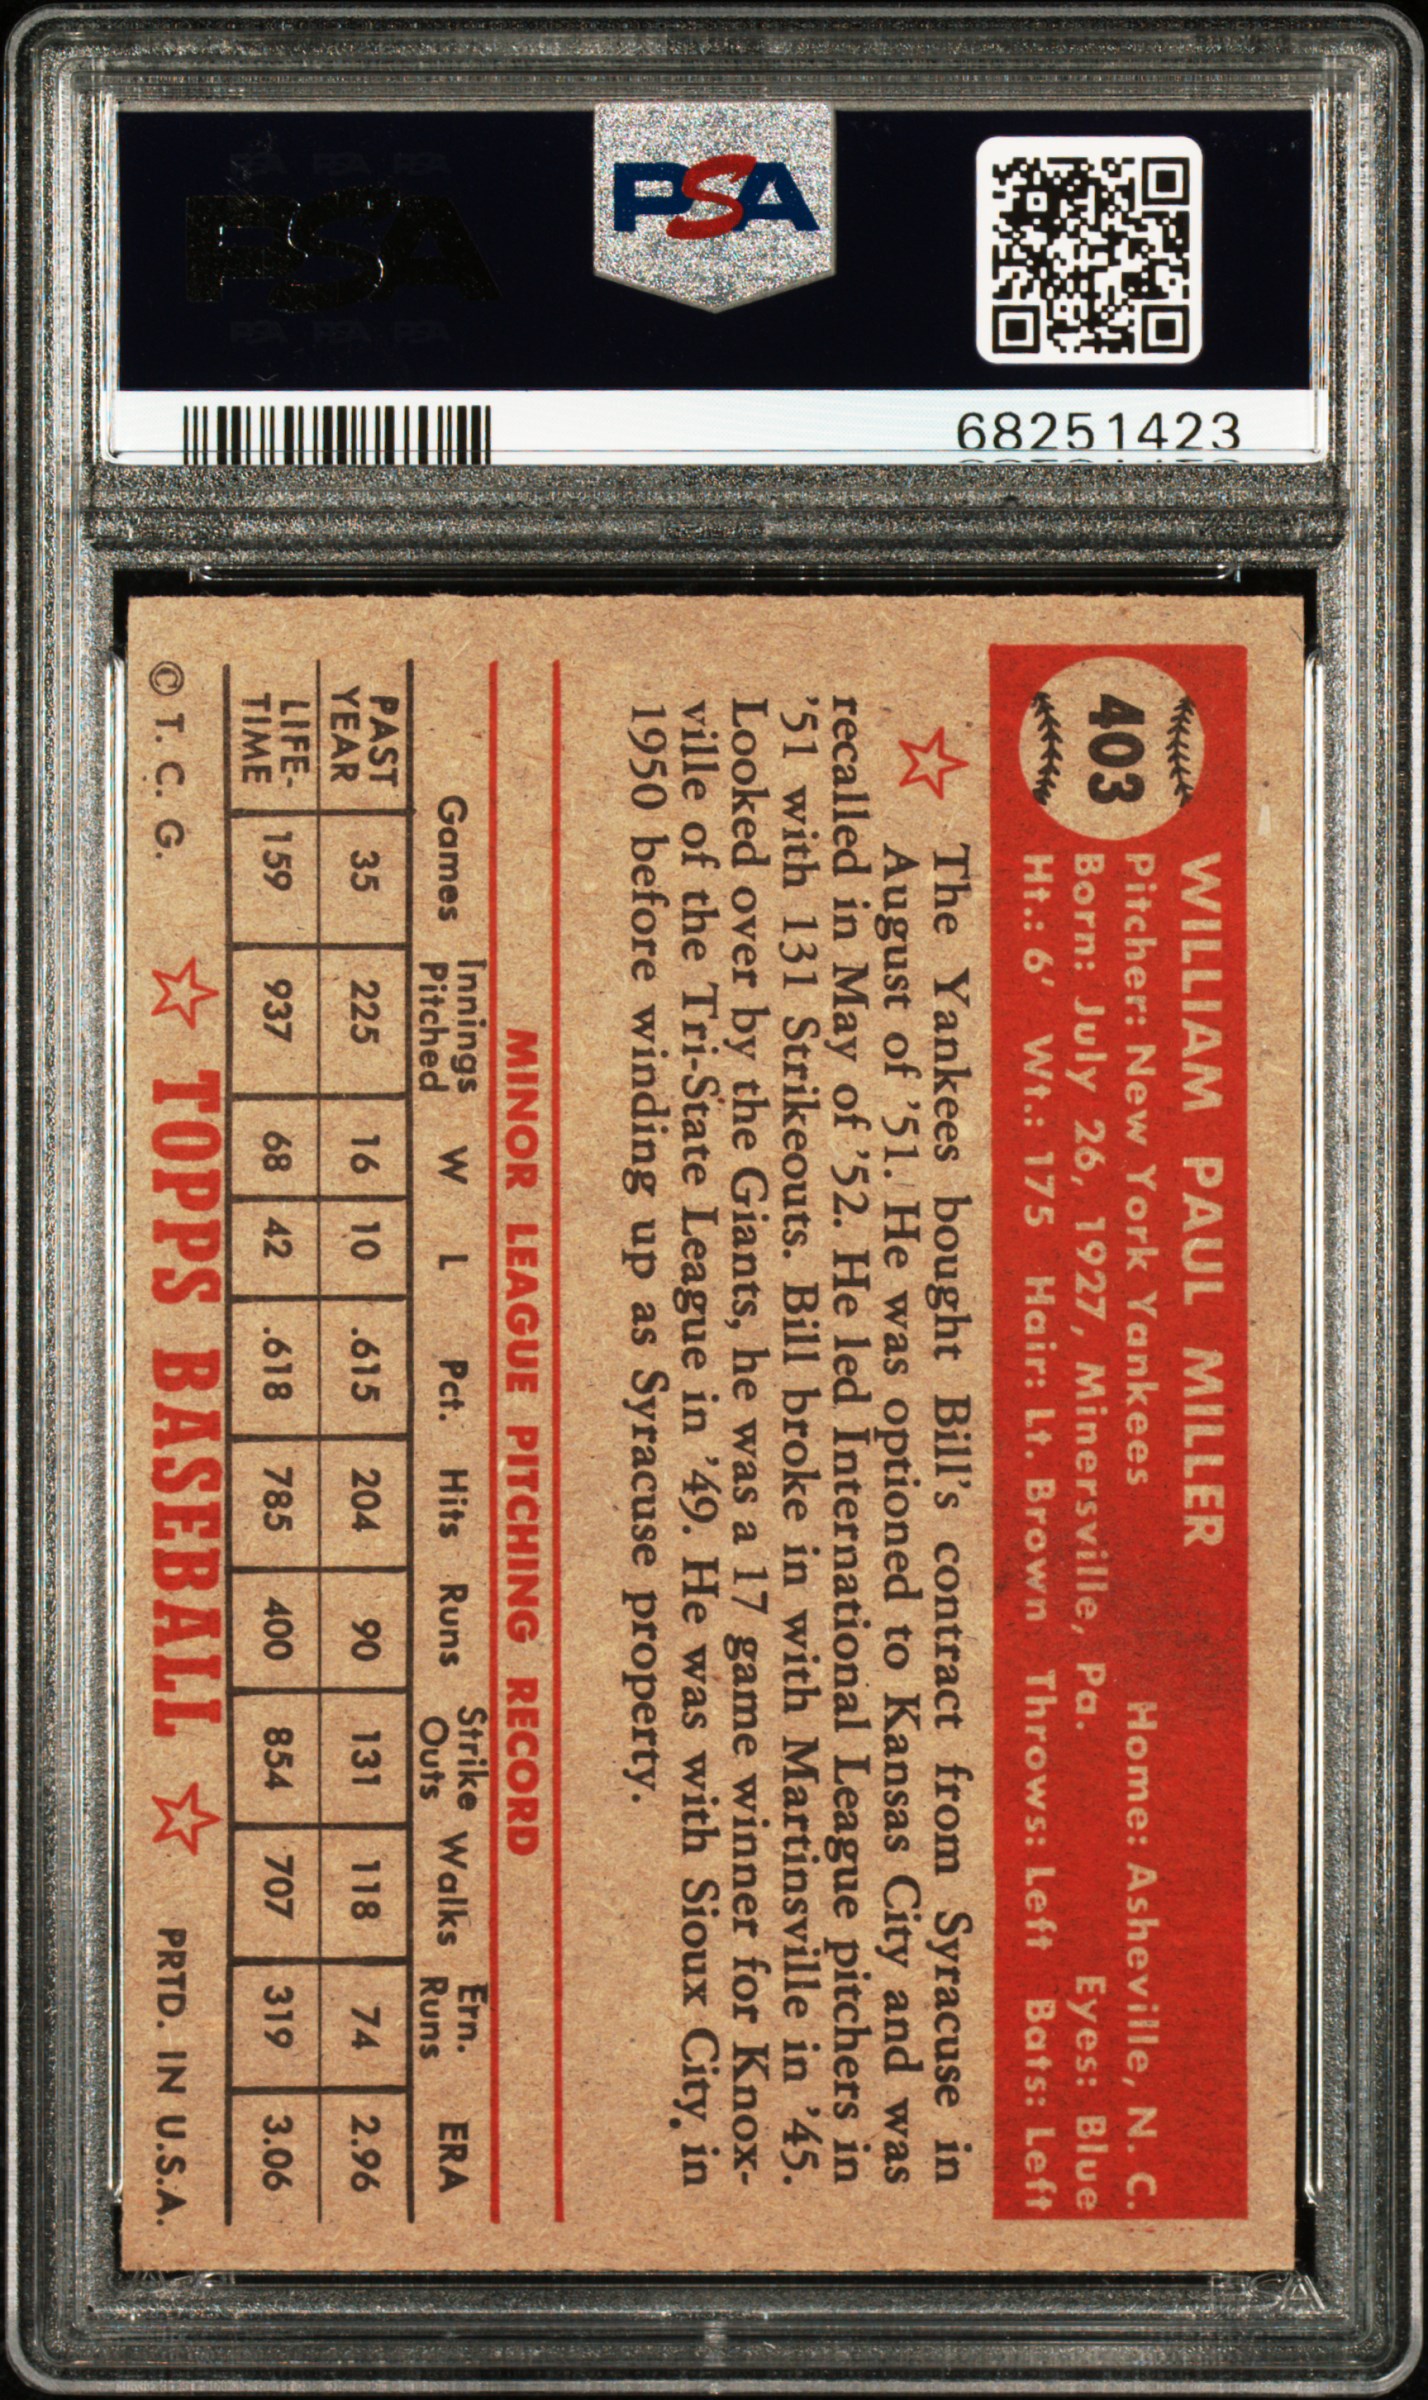 PSA PSA PSA
PSA
PSA PSA PSA
PSA
68251423
403
WILLIAM PAUL MILLER
Pitcher: New York Yankees Home: Asheville, N. C.
Born: July 26, 1927, Minersville, Pa. Eyes: Blue
Ht.: 6' Wt.: 175 Hair: Lt. Brown Throws: Left Bats: Left
The Yankees bought Bill's contract from Syracuse in
August of '51. He was optioned to Kansas City and was
recalled in May of '52. He led International League pitchers in
'51 with 131 Strikeouts. Bill broke in with Martinsville in '45.
Looked over by the Giants, he was a 17 game winner for Knox-
ville of the Tri-State League in '49. He was with Sioux City in
1950 before winding up as Syracuse property.
MINOR LEAGUE PITCHING RECORD
Games Innings Pitched W L Pct. Hits Runs Strike Outs Walks Ern. Runs ERA
PAST YEAR 35 225 16 10 .615 204 90 131 118 74 2.96
LIFE- TIME 159 937 68 42 .618 785 400 854 707 319 3.06
© T. C. G. TOPPS BASEBALL PRTD. IN U.S.A.
PSA